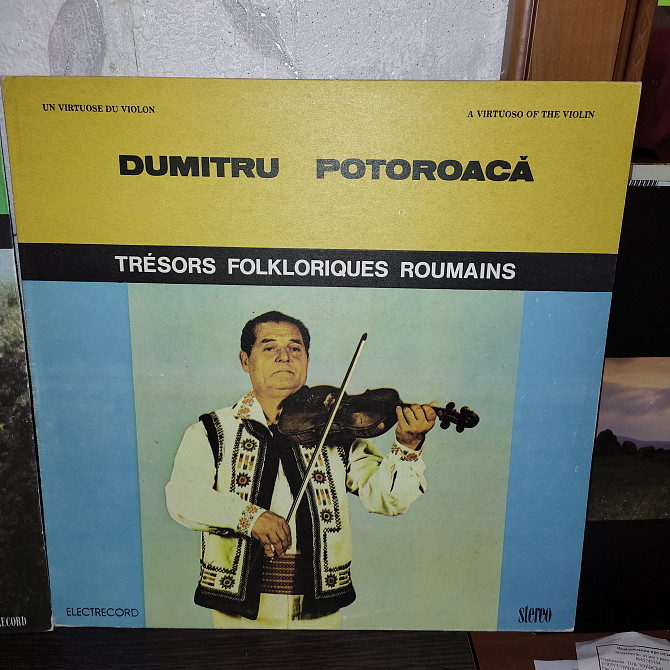 UN VIRTUOSE DU VIOLON
A VIRTUOSO OF THE VIOLIN
DUMITRU POTOROACĂ
TRÉSORS FOLKLORIQUES ROUMAINS
ELECTRECORD
stereo